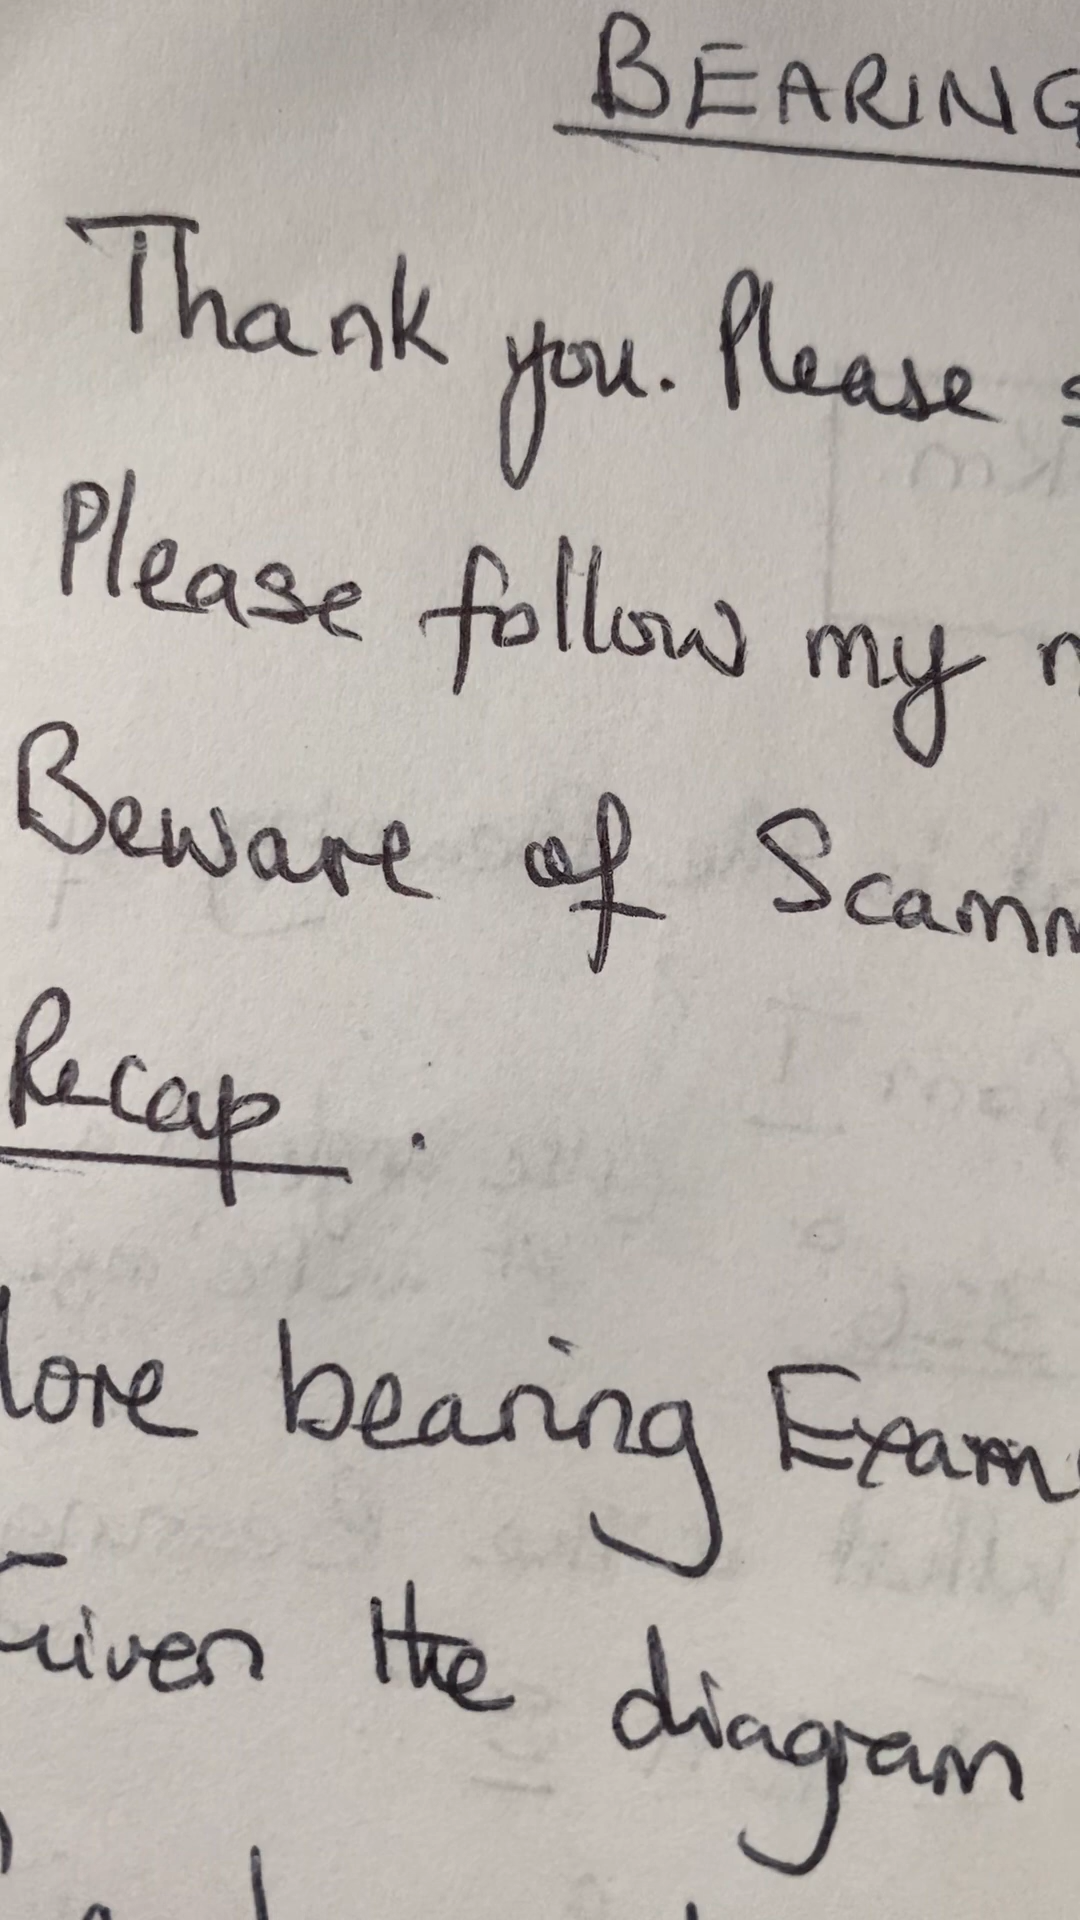 BEARING
Thank you. Please
Please follow my
Beware of
Recap.
bearing
the diagram